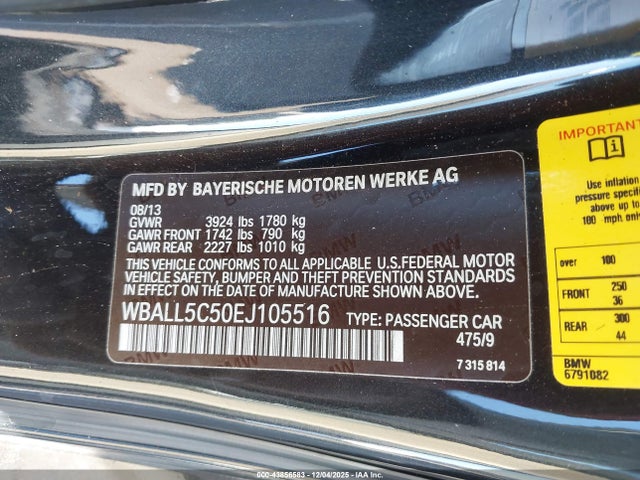 MFD BY BAYERISCHE MOTOREN WERKE AG
08/13
GVWR 3924 lbs 1780 kg
GAWR FRONT 1742 lbs 790 kg
GAWR REAR 2227 lbs 1010 kg
THIS VEHICLE CONFORMS TO ALL APPLICABLE U.S.FEDERAL MOTOR
VEHICLE SAFETY, BUMPER AND THEFT PREVENTION STANDARDS
IN EFFECT ON THE DATE OF MANUFACTURE SHOWN ABOVE.
WBALL5C50EJ105516 TYPE: PASSENGER CAR
475/9
7 315 814
IMPORTANT
Use inflation
pressure specifi
above up to
100 mph on
over 100
FRONT 250
36
REAR 300
44
BMW
6791082
000-43856583 - 12/04/2025 - IAA Inc.